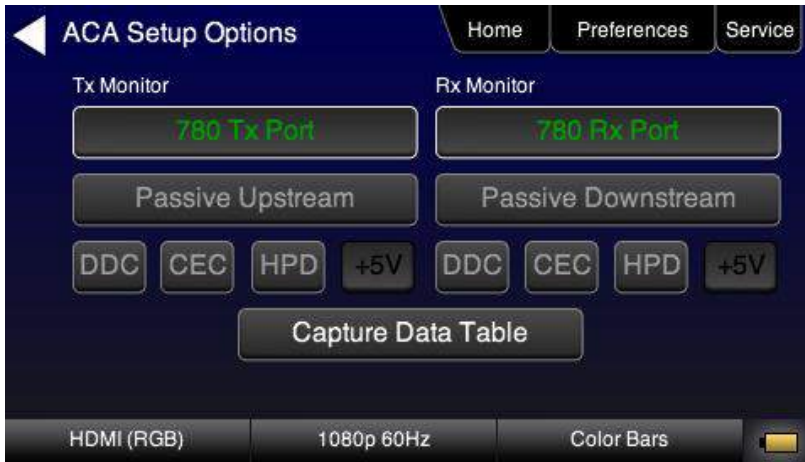 ACA Setup Options
Home Preferences Service
Tx Monitor Rx Monitor
780 Tx Port 780 Rx Port
Passive Upstream Passive Downstream
DDC CEC HPD +5V DDC CEC HPD +5V
Capture Data Table
HDMI (RGB) 1080p 60Hz Color Bars